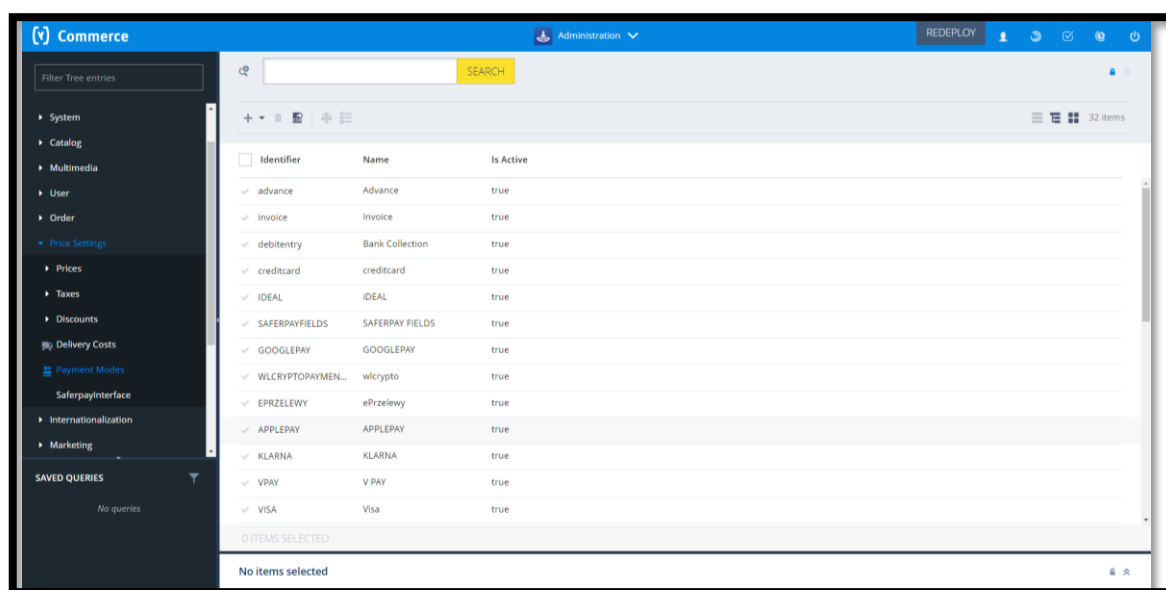 (Y) Commerce
Administration
REDEPLOY
Filter Tree entries
SEARCH
System
Catalog
Multimedia
User
Order
Price Settings
Prices
Taxes
Discounts
Delivery Costs
Payment Modes
SaferpayInterface
Internationalization
Marketing
SAVED QUERIES
No queries
32 items
Identifier Name Is Active
advance Advance true
invoice Invoice true
debitentry Bank Collection true
creditcard creditcard true
IDEAL iDEAL true
SAFERPAYFIELDS SAFERPAY FIELDS true
GOOGLEPAY GOOGLEPAY true
WLCRYPTOPAYMEN... wlcrypto true
EPRZELEWY ePrzelewy true
APPLEPAY APPLEPAY true
KLARNA KLARNA true
VPAY V PAY true
VISA Visa true
0 ITEMS SELECTED
No items selected